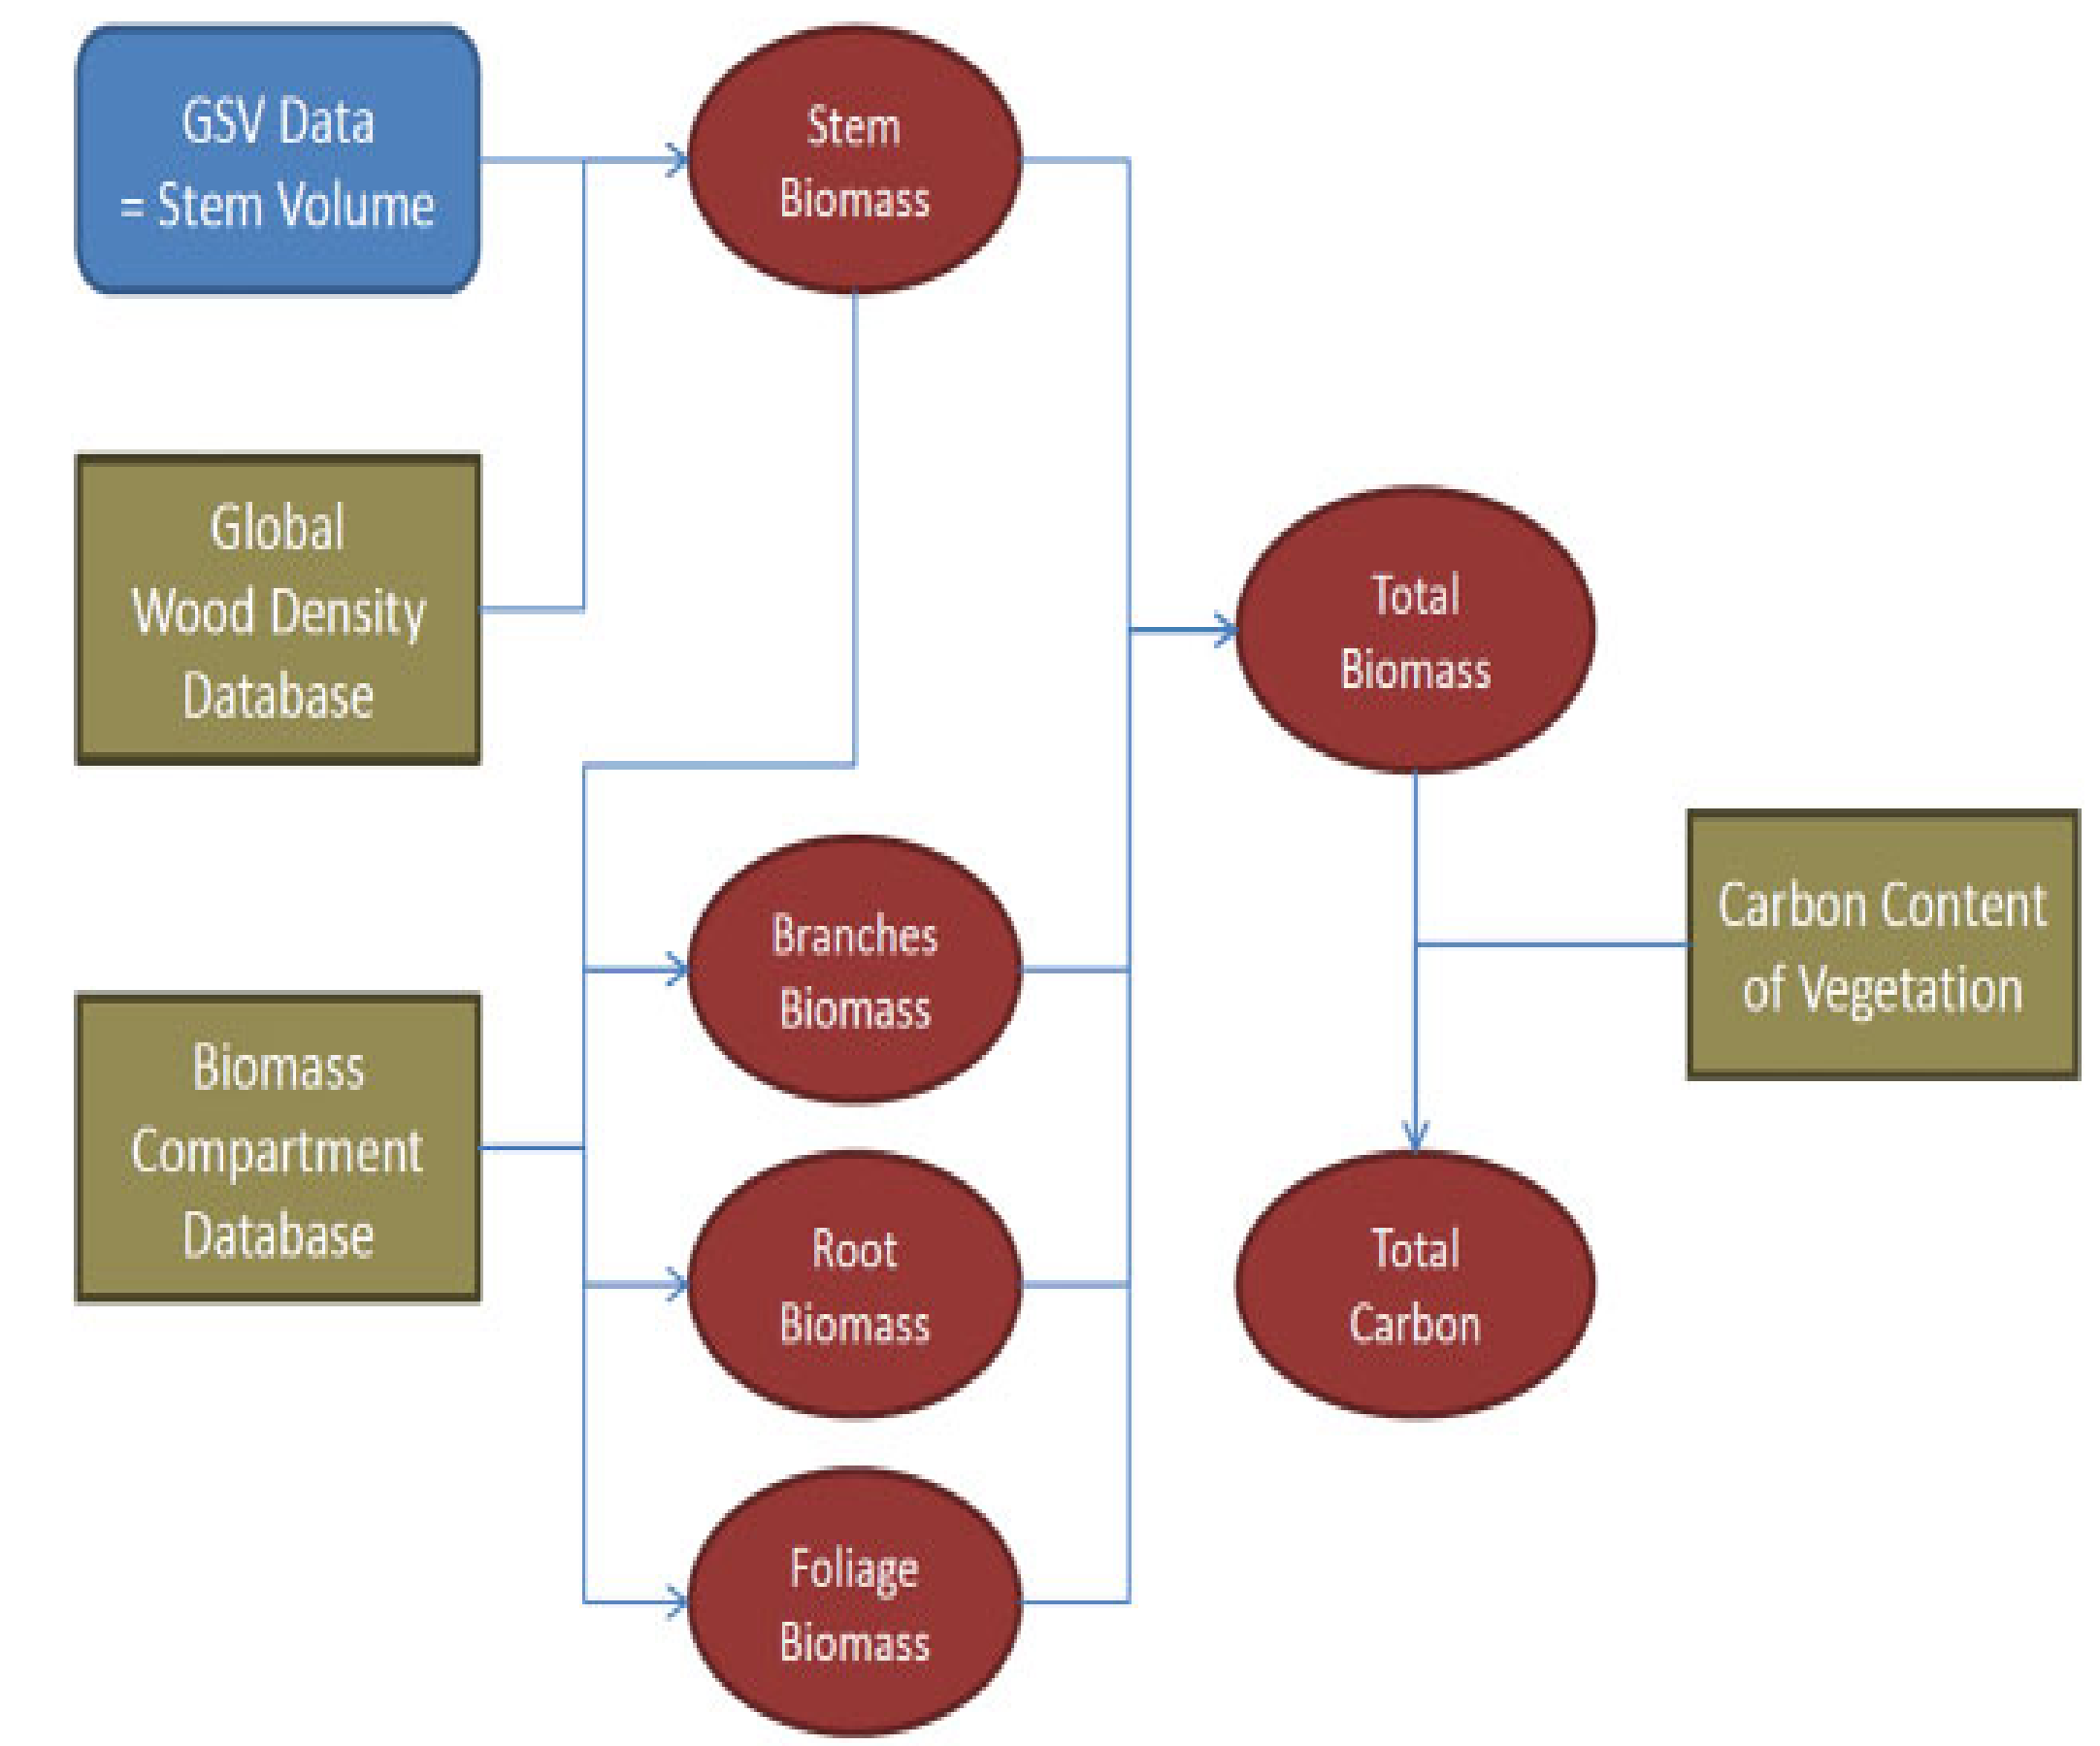 GSV Data
= Stem Volume
Stem
Biomass
Global
Wood Density
Database
Total
Biomass
Carbon Content
of Vegetation
Branches
Biomass
Biomass
Compartment
Database
Root
Biomass
Total
Carbon
Foliage
Biomass